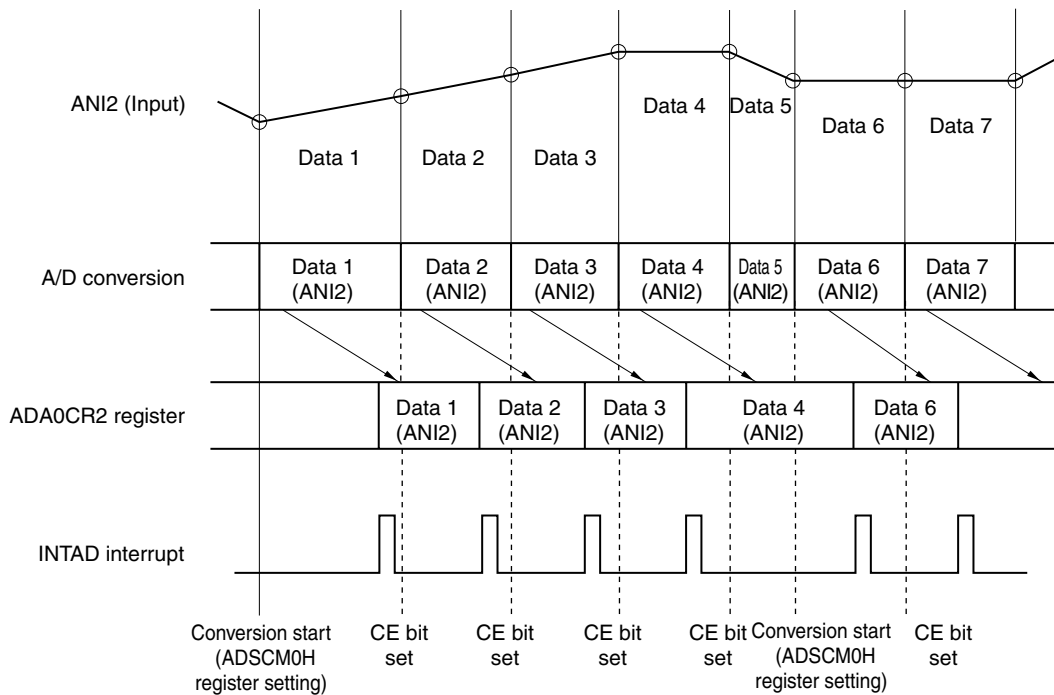 ANI2 (Input)
Data 1
Data 2
Data 3
Data 4
Data 5
Data 6
Data 7
A/D conversion
Data 1
(ANI2)
Data 2
(ANI2)
Data 3
(ANI2)
Data 4
(ANI2)
Data 5
(ANI2)
Data 6
(ANI2)
Data 7
(ANI2)
ADA0CR2 register
Data 1
(ANI2)
Data 2
(ANI2)
Data 3
(ANI2)
Data 4
(ANI2)
Data 6
(ANI2)
INTAD interrupt
Conversion start
(ADSCM0H
register setting)
CE bit
set
CE bit
set
CE bit
set
CE bit
set
Conversion start
(ADSCM0H
register setting)
CE bit
set